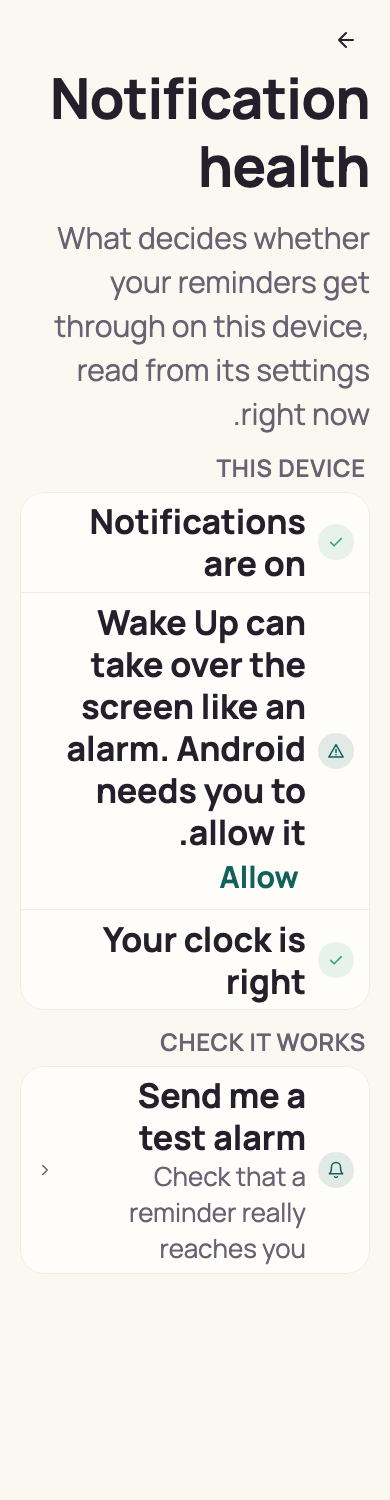 Notification
health
What decides whether
your reminders get
through on this device,
read from its settings
.right now
THIS DEVICE
Notifications
are on
Wake Up can
take over the
screen like an
alarm. Android
needs you to
.allow it
Allow
Your clock is
right
CHECK IT WORKS
Send me a
test alarm
Check that a
reminder really
reaches you